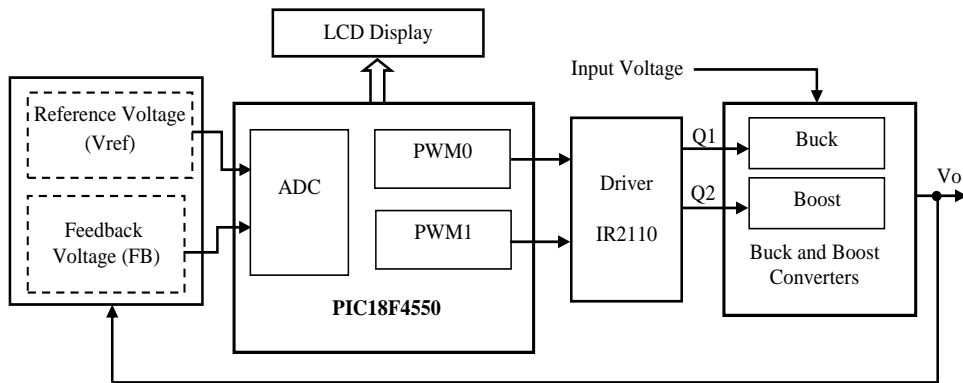 LCD Display
Input Voltage
Reference Voltage
(Vref)
Feedback
Voltage (FB)
ADC
PWM0
PWM1
PIC18F4550
Driver
IR2110
Q1
Q2
Buck
Boost
Buck and Boost
Converters
Vo